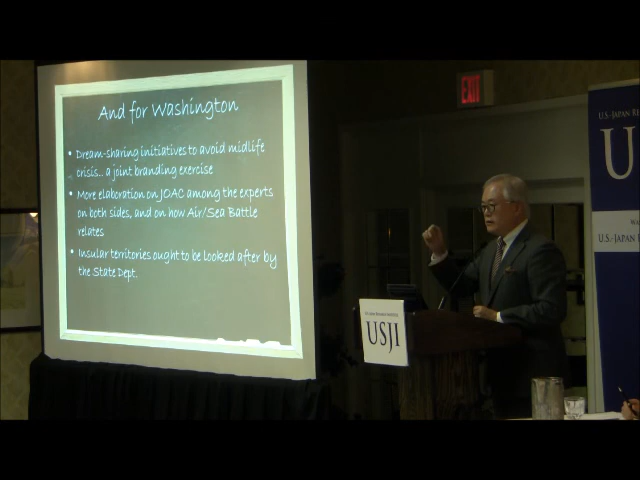 And for Washington
• Dream-sharing initiatives to avoid midlife
crisis... a joint branding exercise
• More elaboration on JOAC among the experts
on both sides, and on how Air/Sea Battle
relates
• Insular territories ought to be looked after by
the State Dept.
EXIT
USJI
U.S.-JAPAN RE
U
U.S.-JAPAN